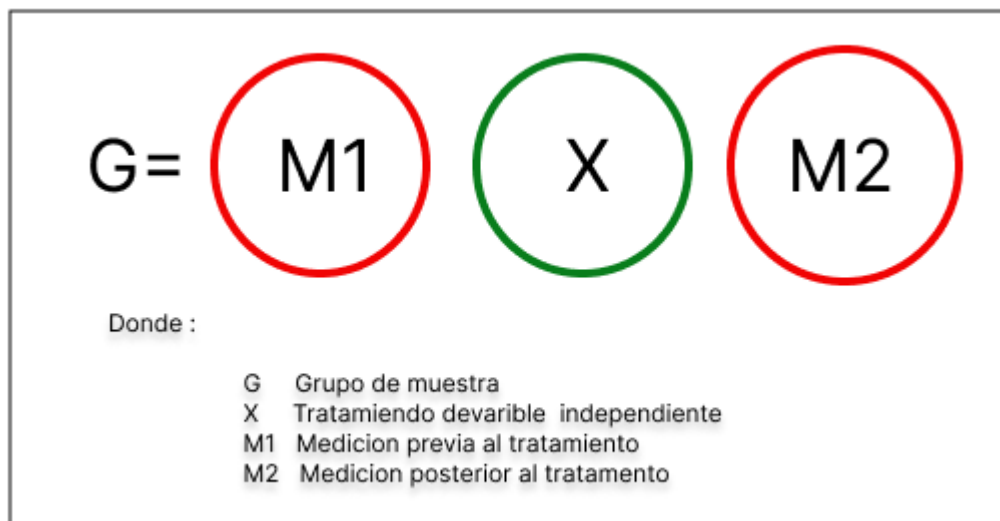 G= M1 X M2
Donde :
G Grupo de muestra
X Tratamiendo devarible independiente
M1 Medicion previa al tratamiento
M2 Medicion posterior al tratamento